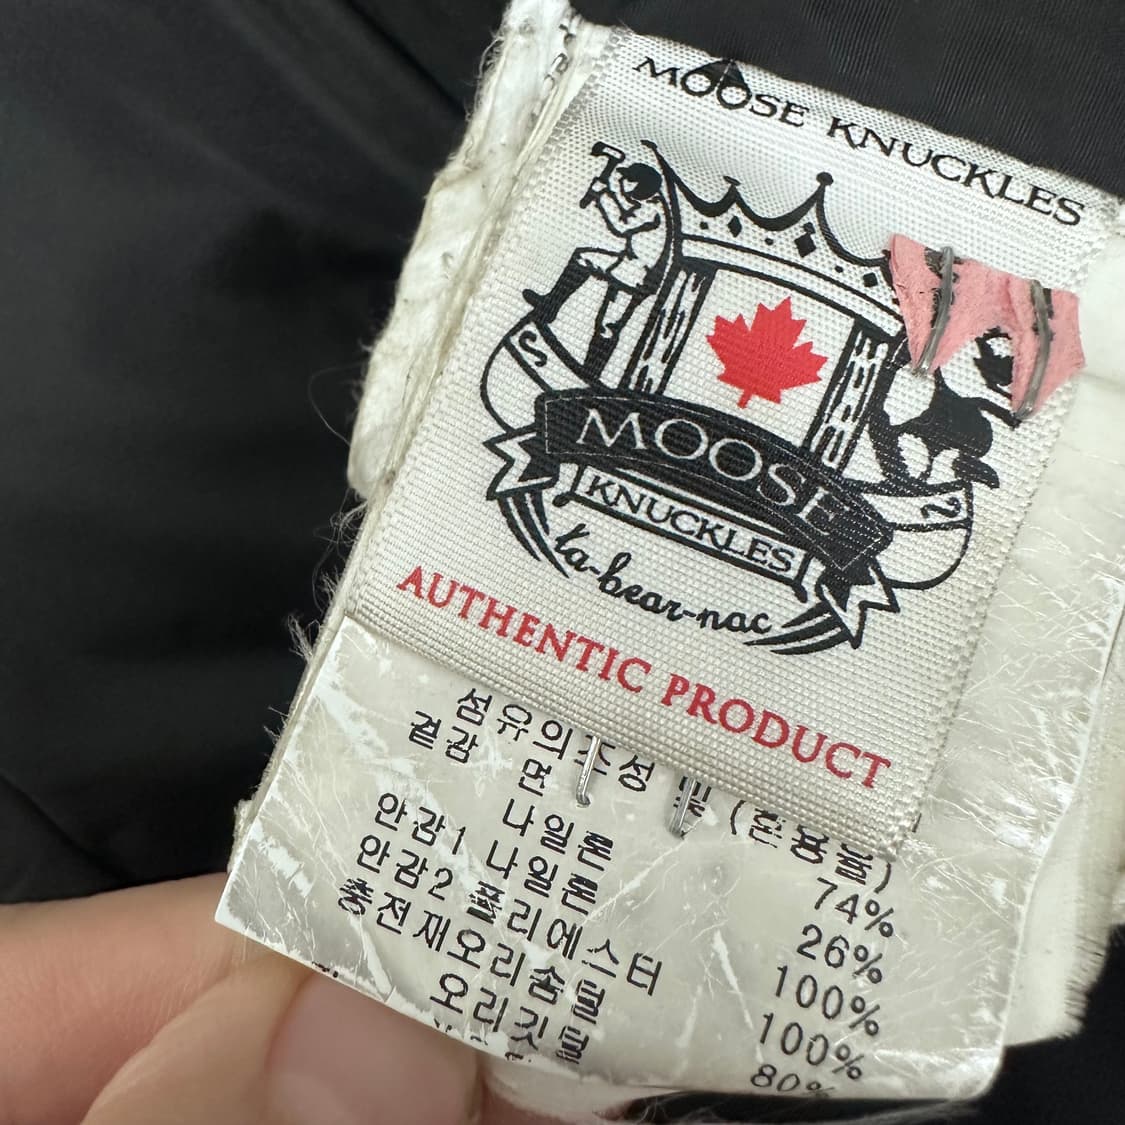 MOOSE KNUCKLES
MOOSE
KNUCKLES
ta-bear-nac
AUTHENTIC PRODUCT
섬유의조성 및 (혼용율)
겉감 면 74%
나일론 26%
안감1 나일론 100%
안감2 폴리에스터 100%
충전재오리솜털 80%
오리깃털